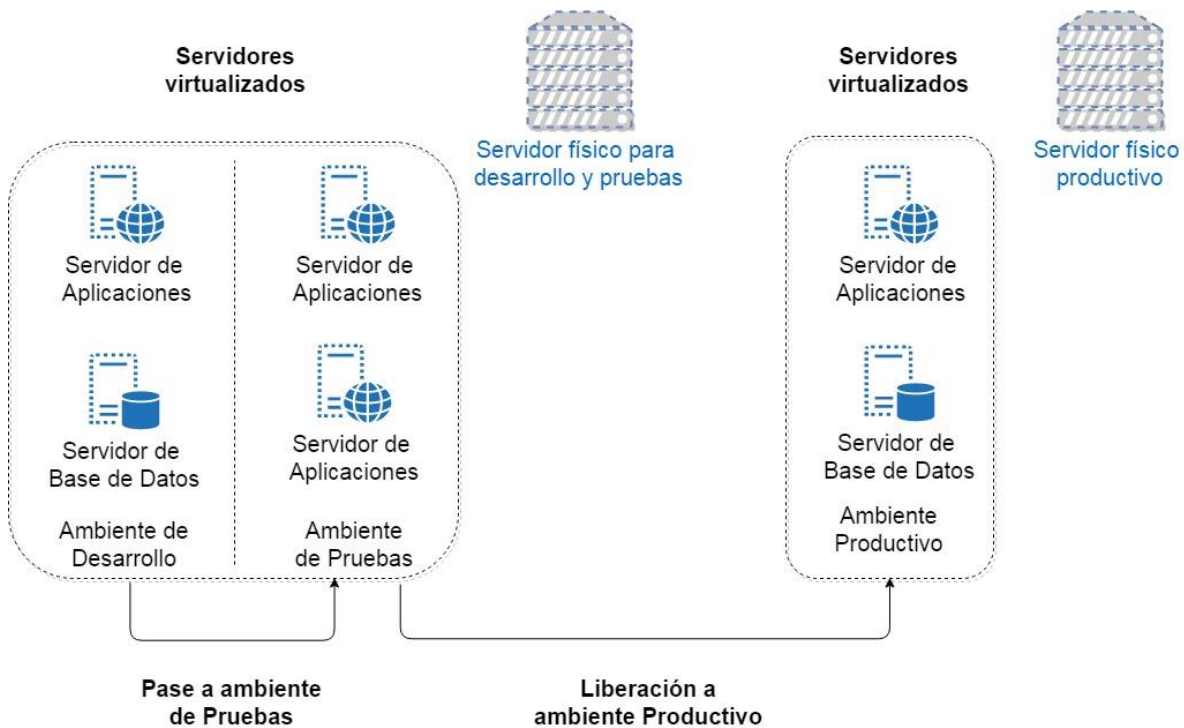 Servidores
virtualizados
Servidor físico para
desarrollo y pruebas
Servidores
virtualizados
Servidor físico
productivo
Servidor de
Aplicaciones
Servidor de
Aplicaciones
Servidor de
Aplicaciones
Servidor de
Base de Datos
Servidor de
Aplicaciones
Servidor de
Base de Datos
Ambiente de
Desarrollo
Ambiente
de Pruebas
Ambiente
Productivo
Pase a ambiente
de Pruebas
Liberación a
ambiente Productivo